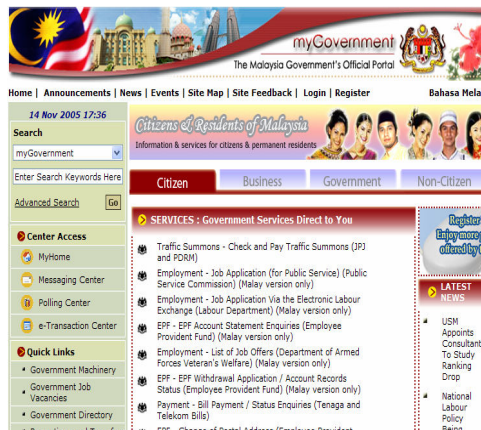 myGovernment
The Malaysia Government's Official Portal
Home | Announcements | News | Events | Site Map | Site Feedback | Login | Register
Bahasa Mela
14 Nov 2005 17:36
Search
myGovernment
Enter Search Keywords Here
Advanced Search
Go
Center Access
MyHome
Messaging Center
Polling Center
e-Transaction Center
Quick Links
Government Machinery
Government Job
Vacancies
Government Directory
Citizens & Residents of Malaysia
Information & services for citizens & permanent residents
Citizen
Business
Government
Non-Citizen
SERVICES : Government Services Direct to You
Traffic Summons - Check and Pay Traffic Summons (JPJ
and PDRM)
Employment - Job Application (for Public Service) (Public
Service Commission) (Malay version only)
Employment - Job Application Via the Electronic Labour
Exchange (Labour Department) (Malay version only)
EPF - EPF Account Statement Enquiries (Employee
Provident Fund) (Malay version only)
Employment - List of Job Offers (Department of Armed
Forces Veteran's Welfare) (Malay version only)
EPF - EPF Withdrawal Application / Account Records
Status (Employee Provident Fund) (Malay version only)
Payment - Bill Payment / Status Enquiries (Tenaga and
Telekom Bills)
EPF - Change of Postal Address (Employee Provident
Register
Enjoy more
offered by
LATEST
NEWS
USM
Appoints
Consultant
To Study
Ranking
Drop
National
Labour
Policy
Being